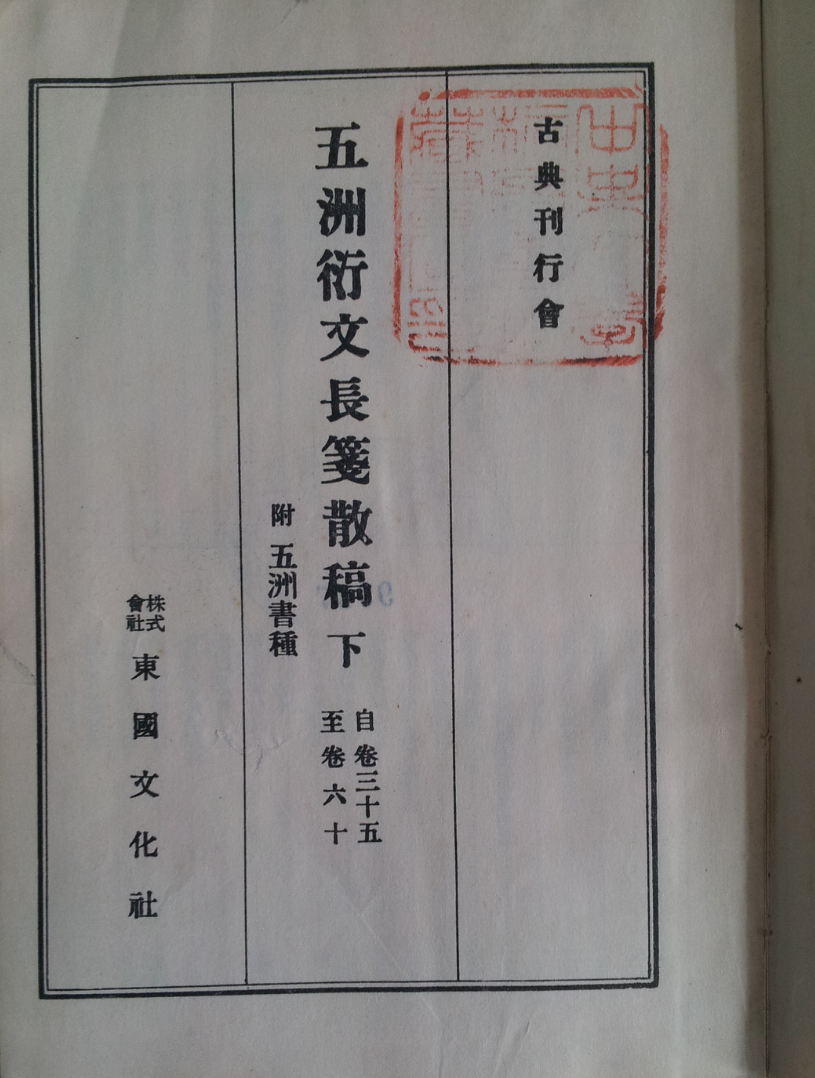 古典刊行會
五洲衍文長箋散稿 下
自卷三十五
至卷六十
附 五洲書種
株式
會社
東國文化社